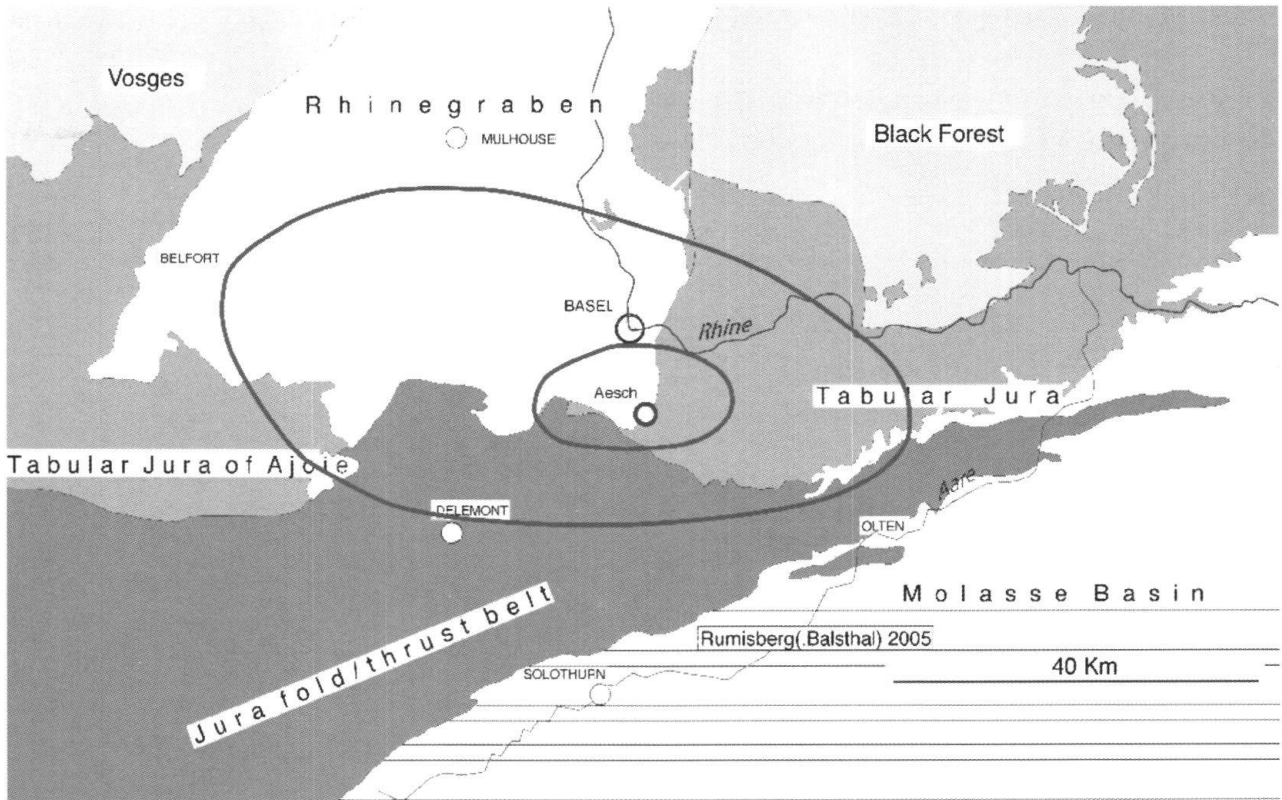 Vosges
Rhinegraben
MULHOUSE
Black Forest
BELFORT
BASEL
Rhine
Aesch
Tabular Jura
Tabular Jura of Ajoie
DELEMONT
Aare
OLTEN
Molasse Basin
Jura fold/thrust belt
Rumisberg(.Balsthal) 2005
40 Km
SOLOTHURN